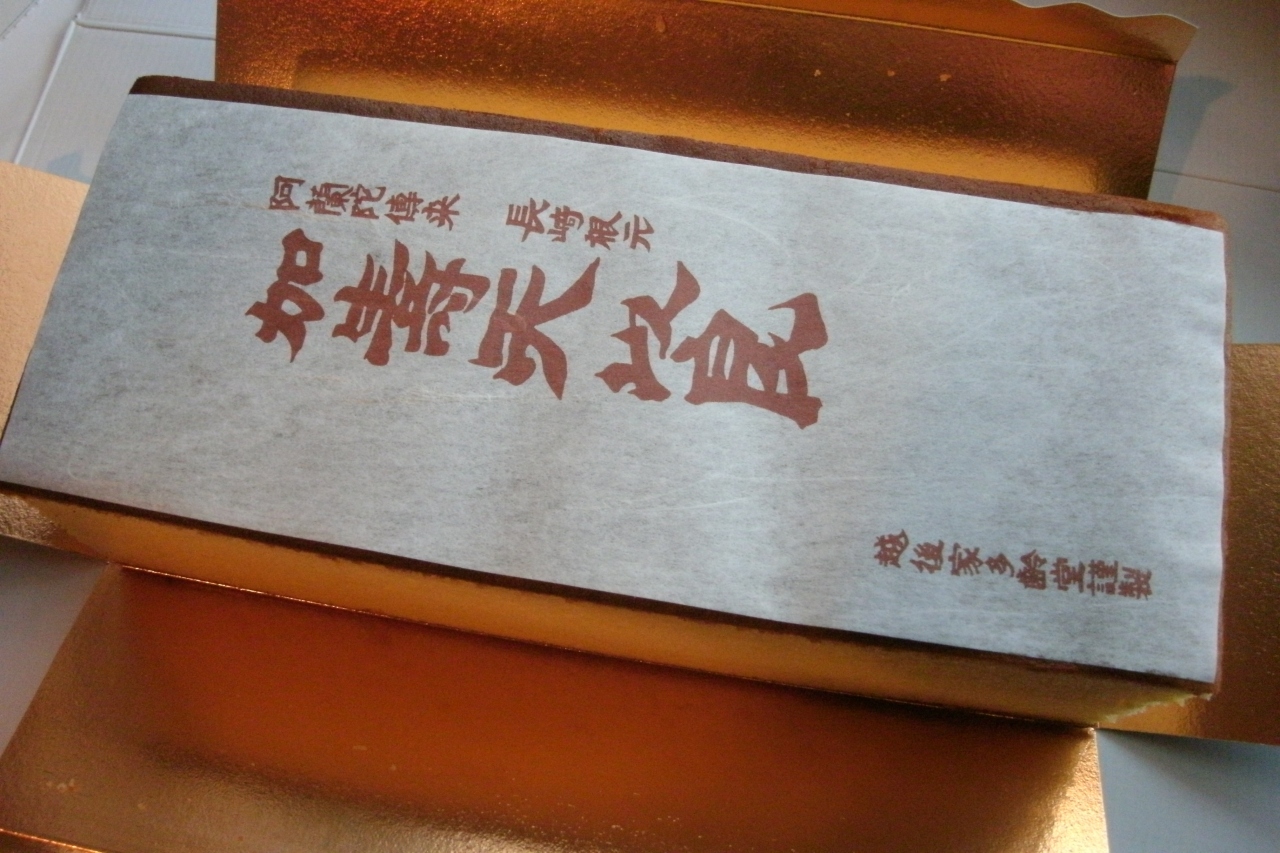 阿蘭陀傳来　長崎根元
加壽天以良
越後家多齢堂謹製